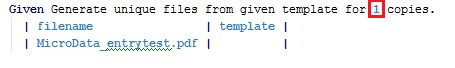 Given Generate unique files from given template for 1 copies.
| filename | template |
| MicroData_entrytest.pdf | |